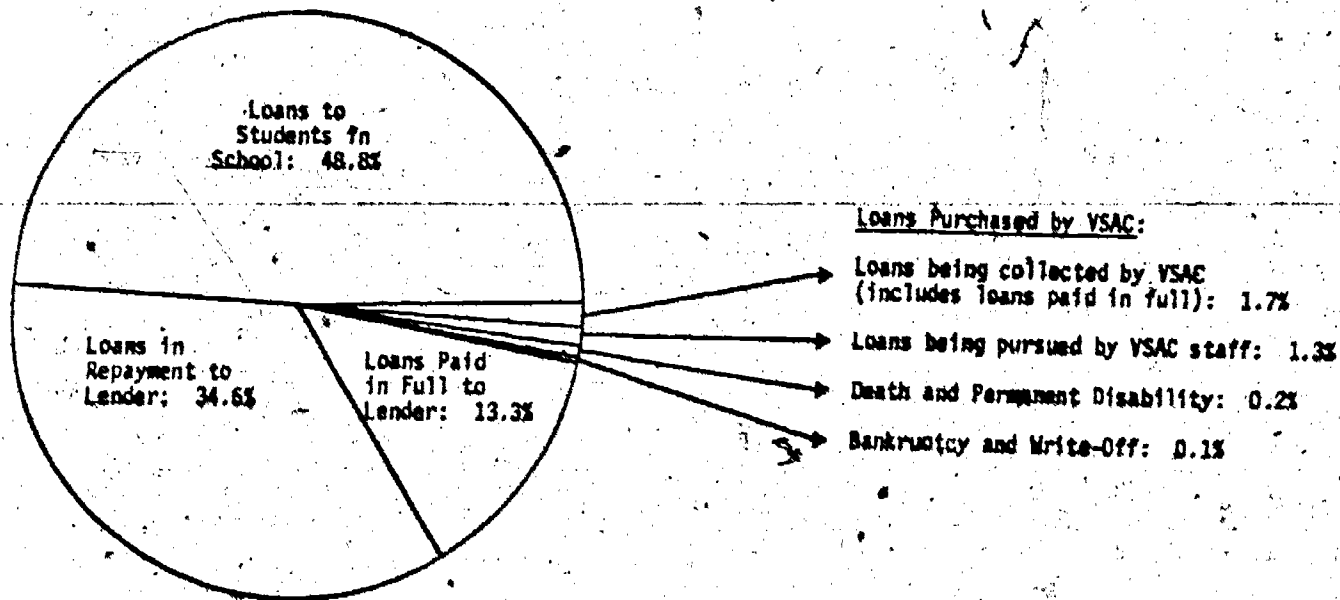 Loans to
Students in
School: 48.8%
Loans in
Repayment to
Lender: 34.6%
Loans Paid
in Full to
Lender: 13.3%
Loans Purchased by VSAC:
Loans being collected by VSAC
(includes loans paid in full): 1.7%
Loans being pursued by VSAC staff: 1.3%
Death and Permanent Disability: 0.2%
Bankruptcy and Write-Off: 0.1%